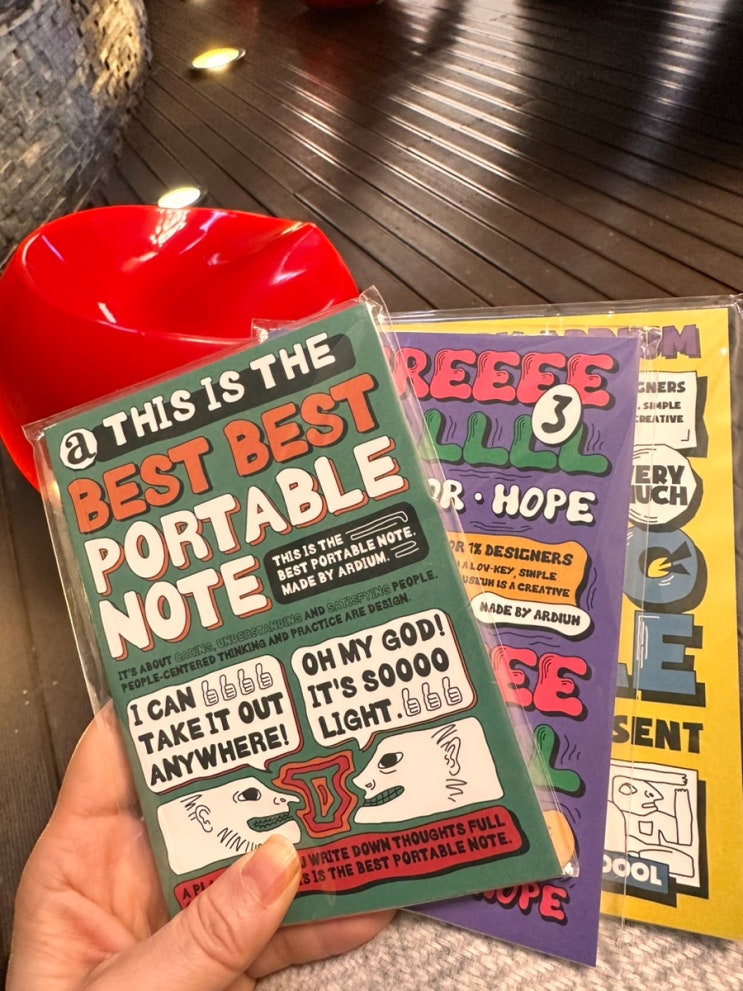 a THIS IS THE
BEST BEST
PORTABLE
NOTE
THIS IS THE
BEST PORTABLE NOTE.
MADE BY ARDIUM.
IT'S ABOUT CARING, UNDERSTANDING AND SATISFYING PEOPLE.
PEOPLE-CENTERED THINKING AND PRACTICE ARE DESIGN.
I CAN
TAKE IT OUT
ANYWHERE!
OH MY GOD!
IT'S SOOOO
LIGHT.
WRITE DOWN THOUGHTS FULL
IS THE BEST PORTABLE NOTE.
REEEE
3
LLLL
OR · HOPE
OR 1% DESIGNERS
A LOW-KEY, SIMPLE
IS A CREATIVE
MADE BY ARDIUM
EE
L
OPE
M
GNERS
SIMPLE
CREATIVE
VERY
MUCH
LE
SENT
OOL